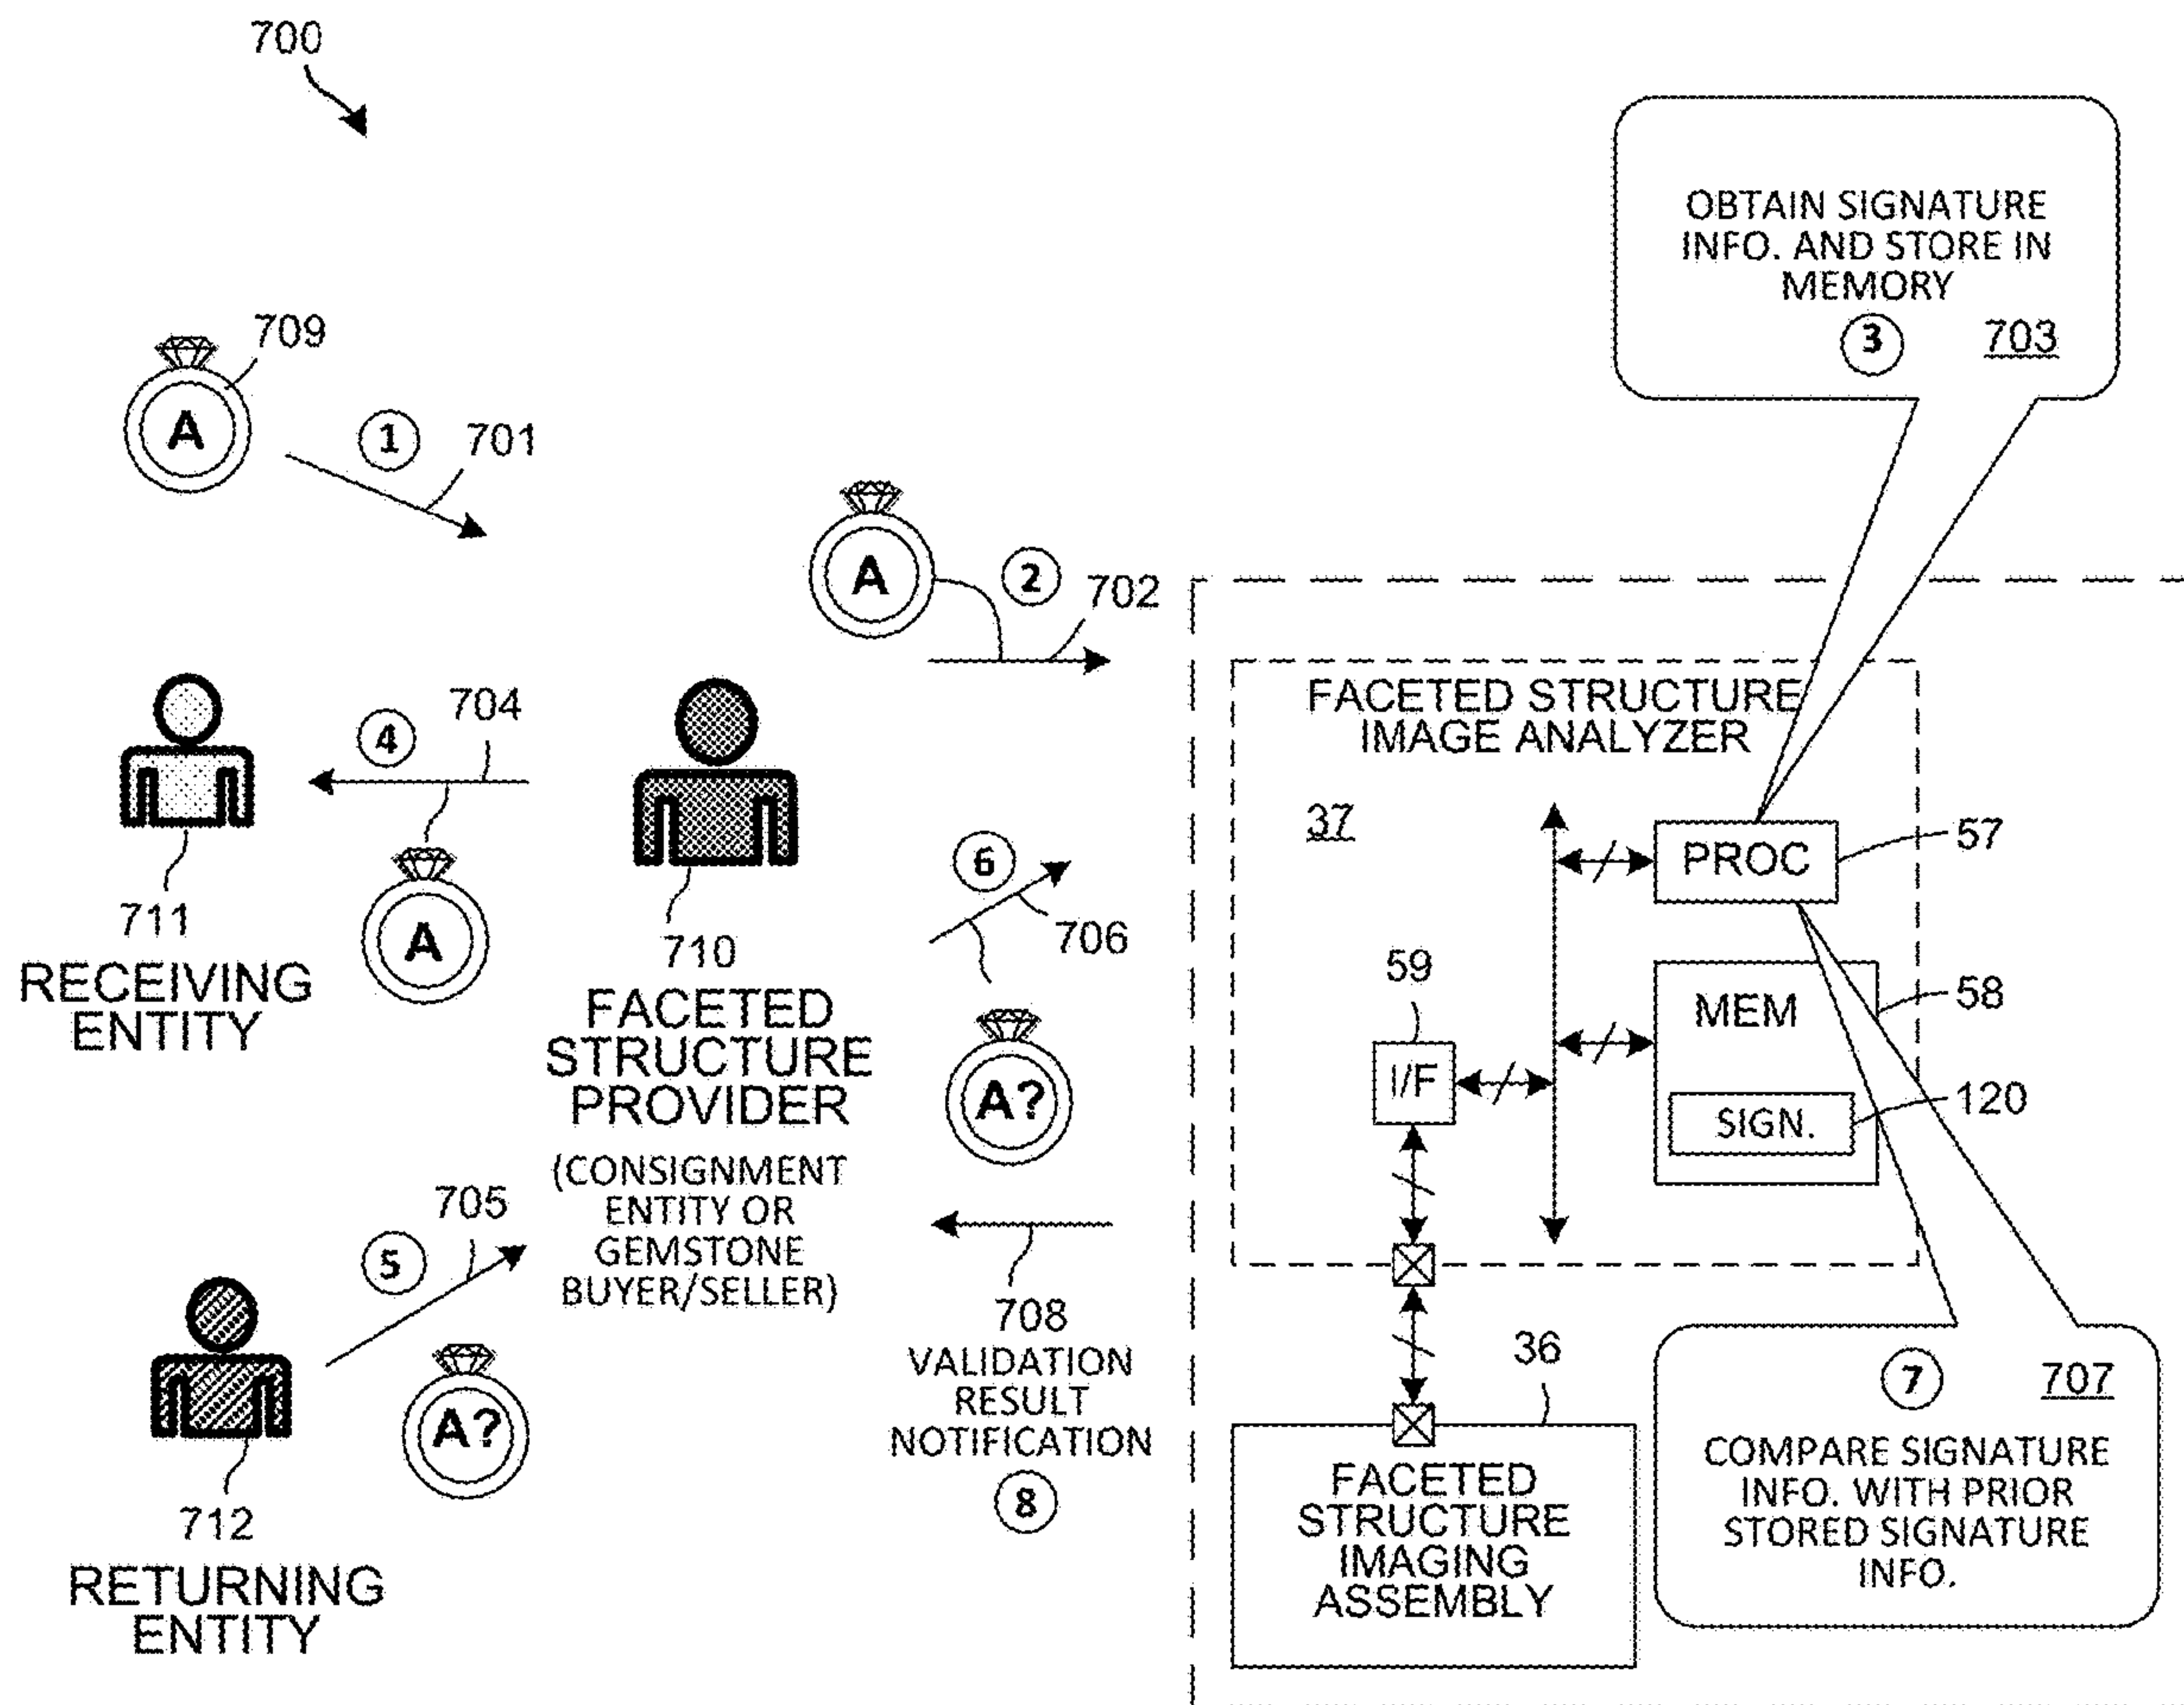 700
709
A
1
701
A
2
702
OBTAIN SIGNATURE
INFO. AND STORE IN
MEMORY
3
703
711
RECEIVING
ENTITY
4
704
A
710
FACETED
STRUCTURE
PROVIDER
(CONSIGNMENT
ENTITY OR
GEMSTONE
BUYER/SELLER)
6
706
A?
5
705
A?
712
RETURNING
ENTITY
708
VALIDATION
RESULT
NOTIFICATION
8
FACETED STRUCTURE
IMAGE ANALYZER
37
PROC
57
59
I/F
MEM
58
SIGN.
120
36
FACETED
STRUCTURE
IMAGING
ASSEMBLY
7
707
COMPARE SIGNATURE
INFO. WITH PRIOR
STORED SIGNATURE
INFO.